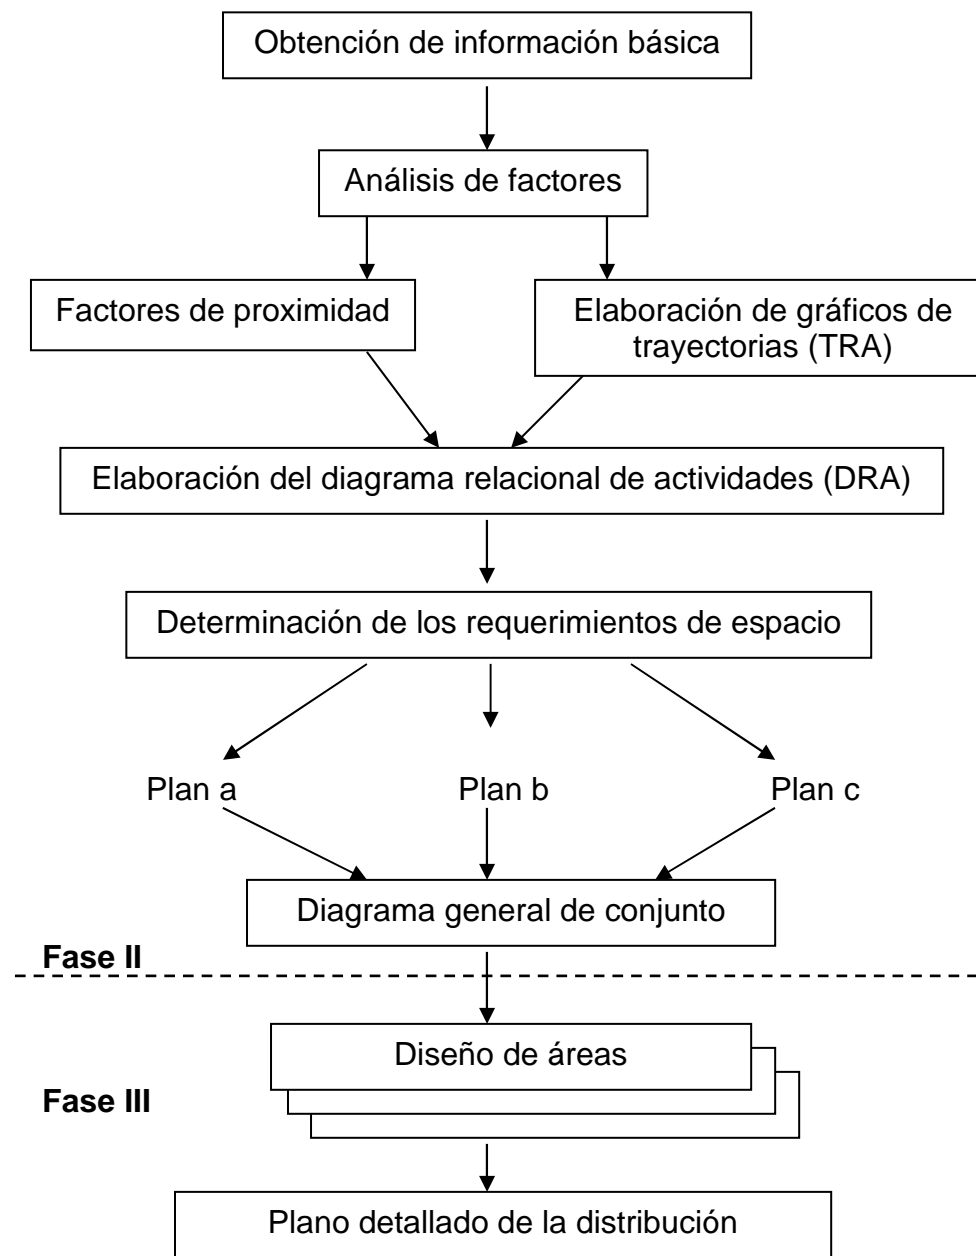 Obtención de información básica
Análisis de factores
Factores de proximidad
Elaboración de gráficos de
trayectorias (TRA)
Elaboración del diagrama relacional de actividades (DRA)
Determinación de los requerimientos de espacio
Plan a
Plan b
Plan c
Diagrama general de conjunto
Fase II
Diseño de áreas
Fase III
Plano detallado de la distribución